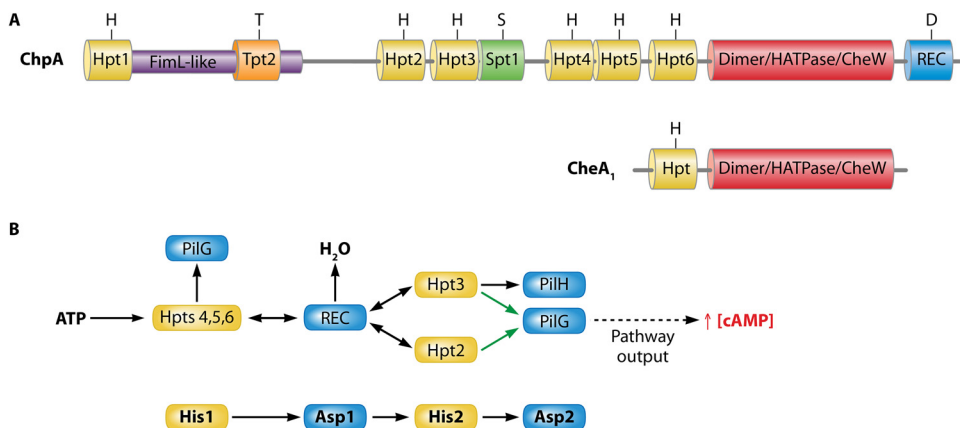 A
H T H H S H H H D
ChpA Hpt1 FimL-like Tpt2 Hpt2 Hpt3 Spt1 Hpt4 Hpt5 Hpt6 Dimer/HATPase/CheW REC
H
CheA1 Hpt Dimer/HATPase/CheW
B
PilG H2O Hpt3 PilH
ATP Hpts 4,5,6 REC PilG ↑ [cAMP]
Hpt2 Pathway
output
His1 Asp1 His2 Asp2